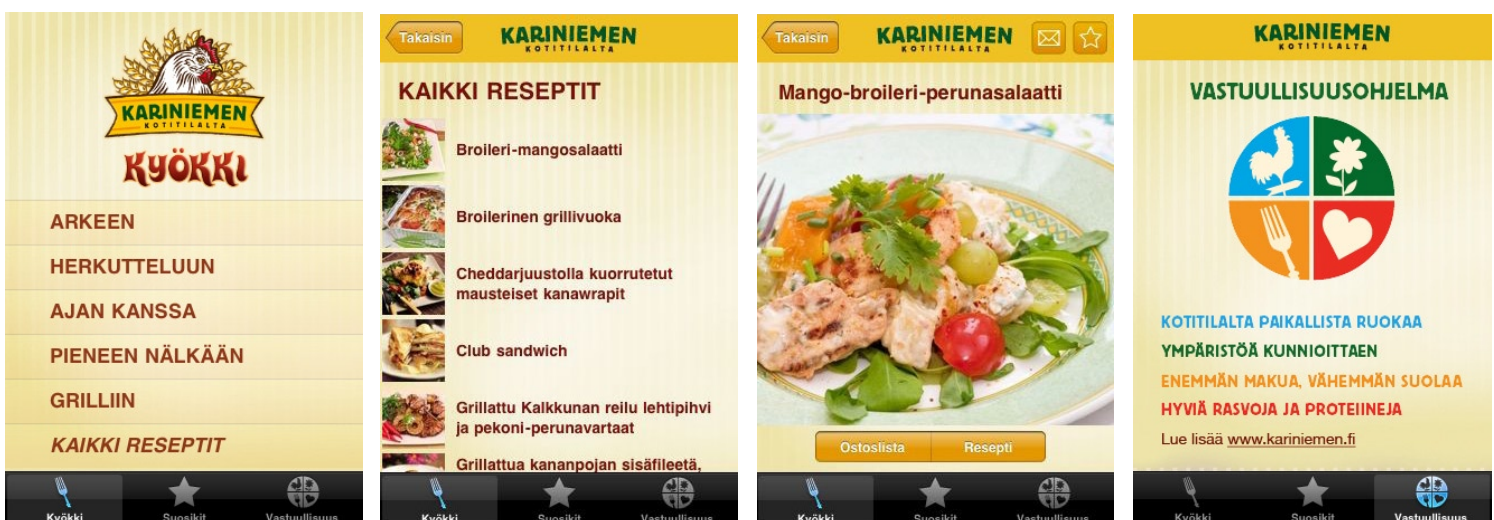 KARINIEMEN
KOTITILALTA
KYÖKKI
ARKEEN
HERKUTTELUUN
AJAN KANSSA
PIENEEN NÄLKÄÄN
GRILLIIN
KAIKKI RESEPTIT
Kyökki Suosikit Vastuullisuus
Takaisin
KARINIEMEN
KOTITILALTA
KAIKKI RESEPTIT
Broileri-mangosalaatti
Broilerinen grillivuoka
Cheddarjuustolla kuorrutetut
mausteiset kanawrapit
Club sandwich
Grillattu Kalkkunan reilu lehtipihvi
ja pekoni-perunavartaat
Grillattua kananpojan sisäfileetä,
Kyökki Suosikit Vastuullisuus
Takaisin
KARINIEMEN
KOTITILALTA
Mango-broileri-perunasalaatti
Ostoslista Resepti
Kyökki Suosikit Vastuullisuus
KARINIEMEN
KOTITILALTA
VASTUULLISUUSOHJELMA
KOTITILALTA PAIKALLISTA RUOKAA
YMPÄRISTÖÄ KUNNIOITTAEN
ENEMMÄN MAKUA, VÄHEMMÄN SUOLAA
HYVIÄ RASVOJA JA PROTEIINEJA
Lue lisää www.kariniemen.fi
Kyökki Suosikit Vastuullisuus